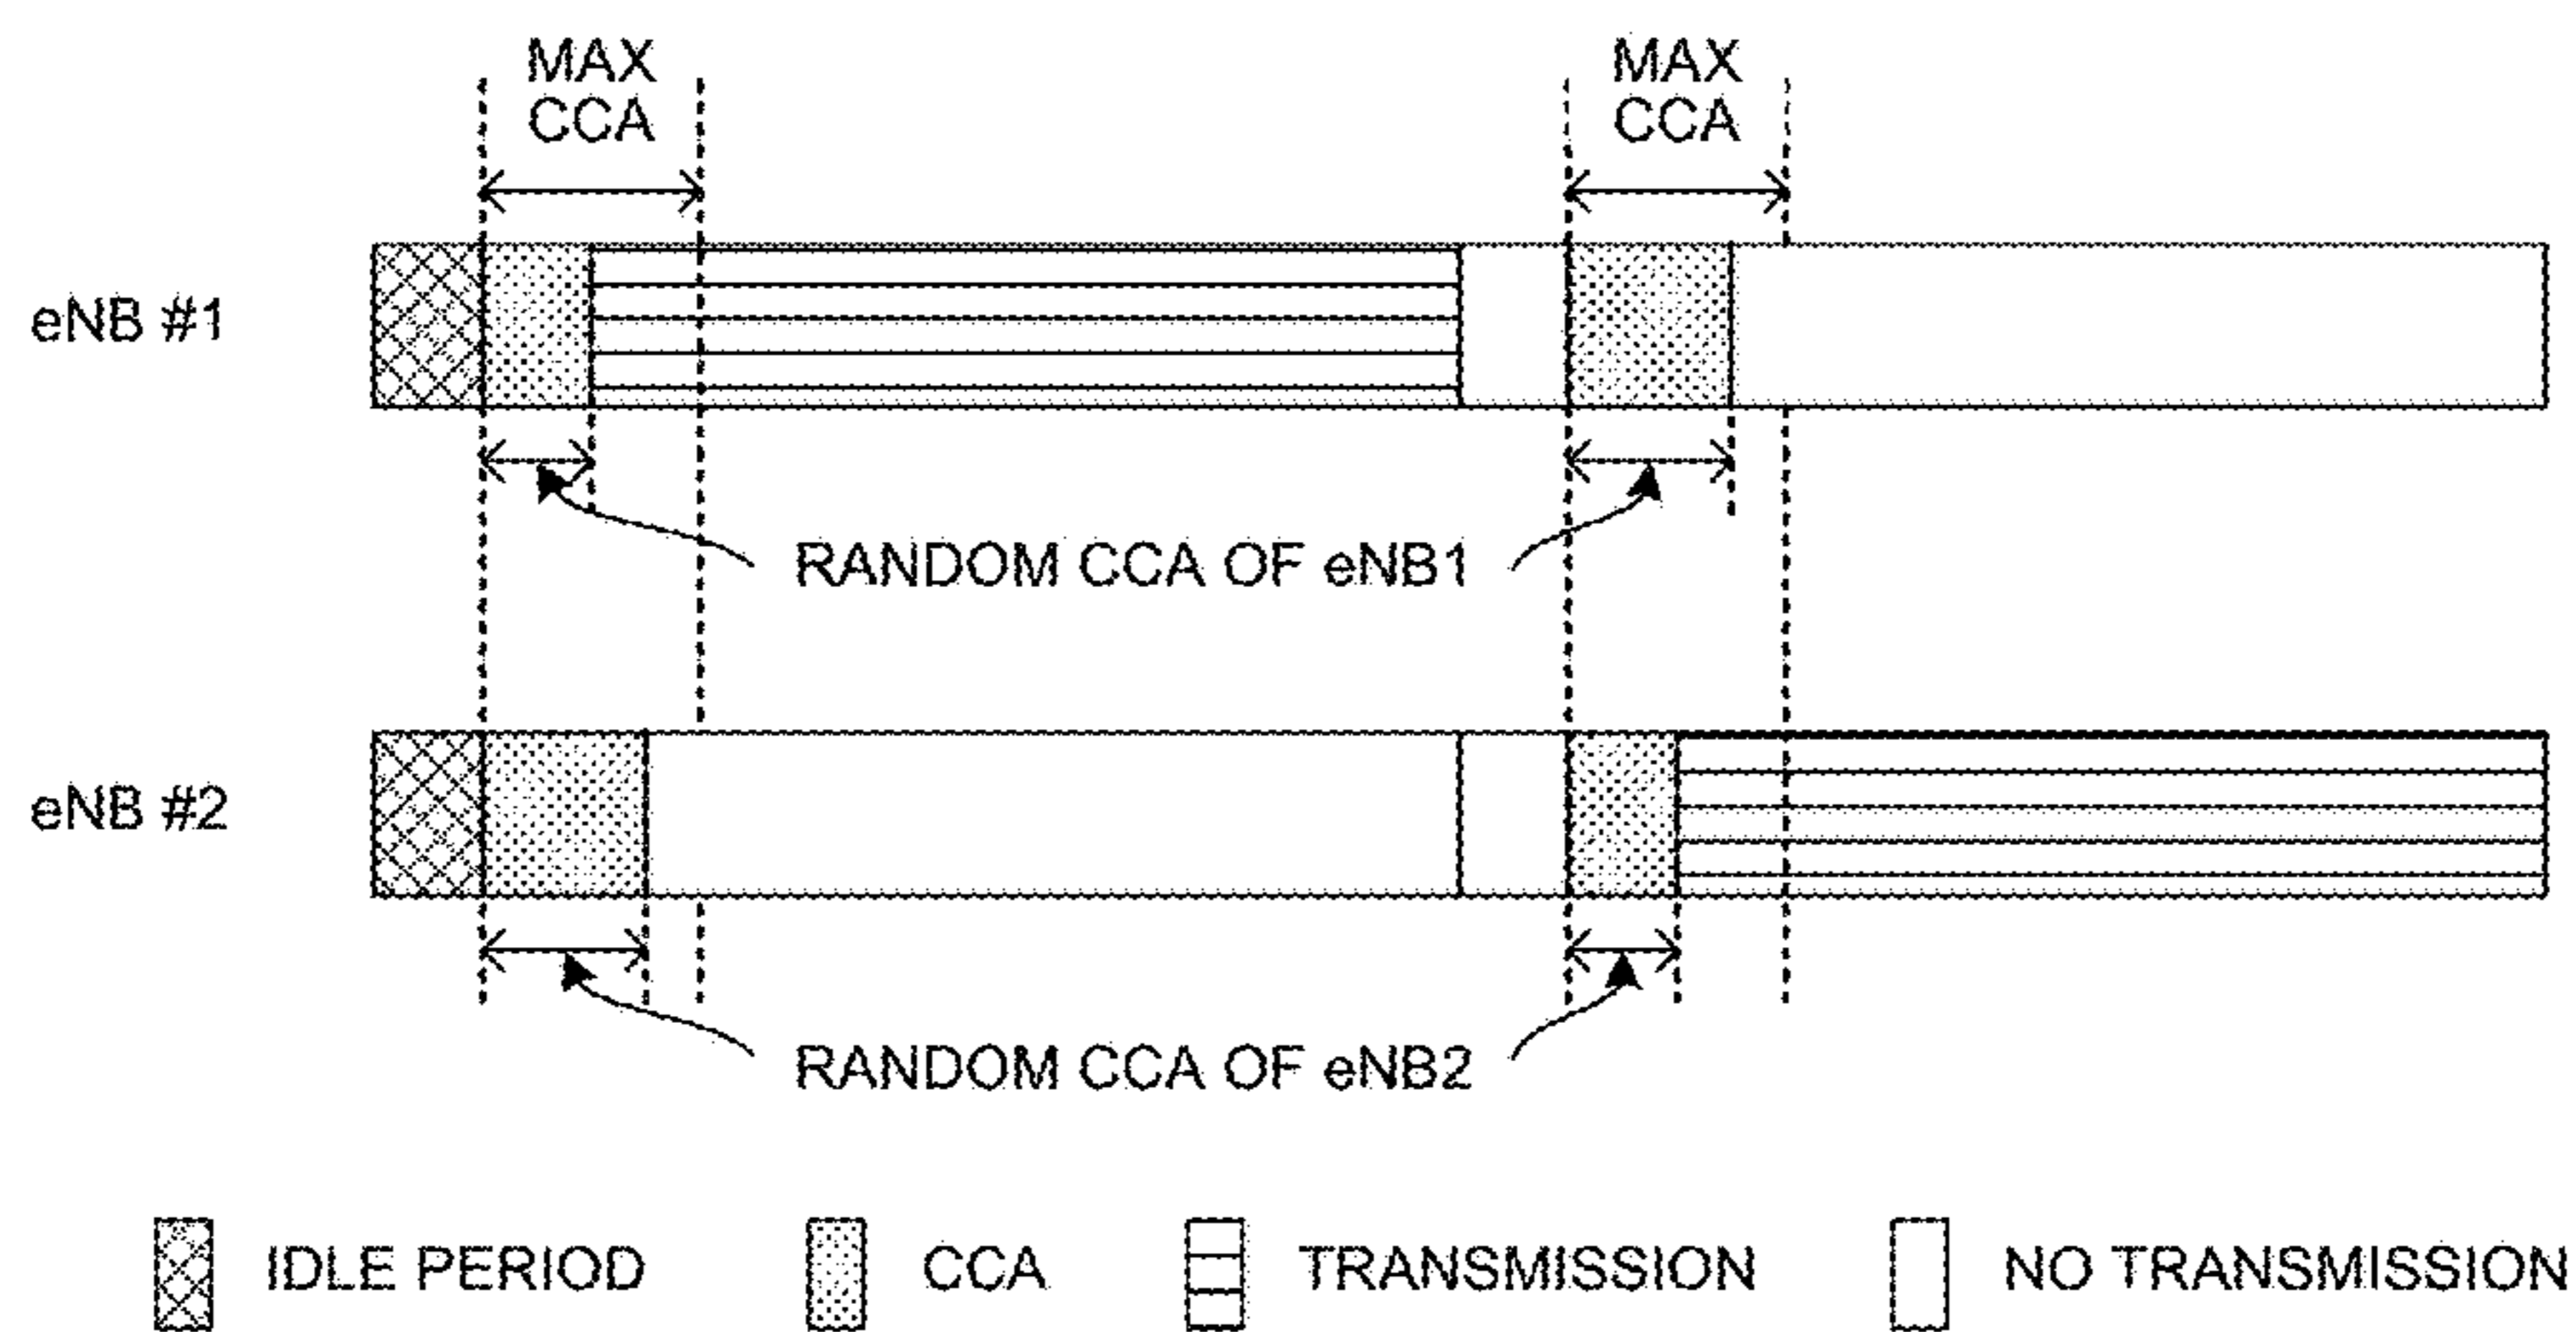 MAX
CCA
MAX
CCA
eNB #1
RANDOM CCA OF eNB1
eNB #2
RANDOM CCA OF eNB2
IDLE PERIOD
CCA
TRANSMISSION
NO TRANSMISSION